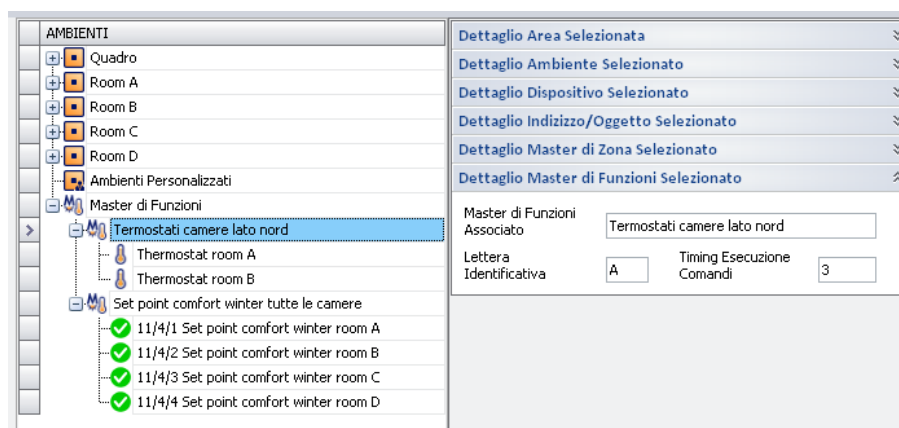 AMBIENTI
Quadro
Room A
Room B
Room C
Room D
Ambienti Personalizzati
Master di Funzioni
Termostati camere lato nord
Thermostat room A
Thermostat room B
Set point comfort winter tutte le camere
11/4/1 Set point comfort winter room A
11/4/2 Set point comfort winter room B
11/4/3 Set point comfort winter room C
11/4/4 Set point comfort winter room D
Dettaglio Area Selezionata
Dettaglio Ambiente Selezionato
Dettaglio Dispositivo Selezionato
Dettaglio Indizizzo/Oggetto Selezionato
Dettaglio Master di Zona Selezionato
Dettaglio Master di Funzioni Selezionato
Master di Funzioni
Associato
Termostati camere lato nord
Lettera
Identificativa
A
Timing Esecuzione
Comandi
3